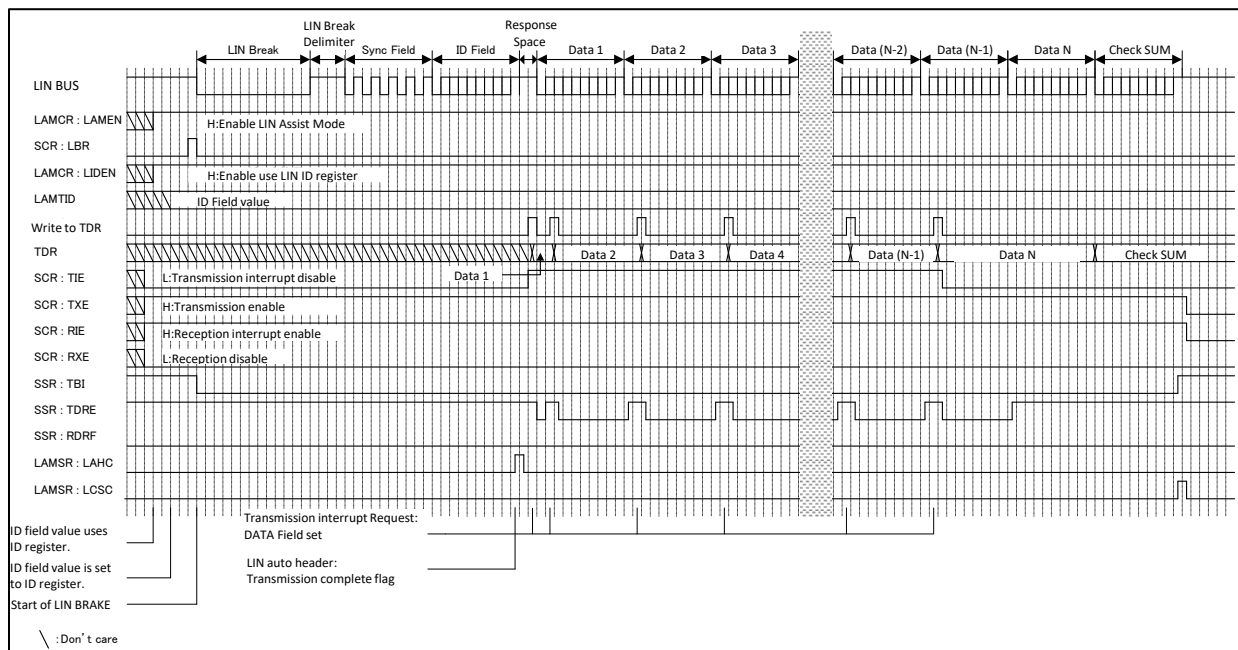 LIN Break
LIN Break
Delimiter
Sync Field
ID Field
Response
Space
Data 1
Data 2
Data 3
Data (N-2)
Data (N-1)
Data N
Check SUM
LIN BUS
LAMCR : LAMEN
H:Enable LIN Assist Mode
SCR : LBR
LAMCR : LIDEN
H:Enable use LIN ID register
LAMTID
ID Field value
Write to TDR
TDR
Data 1
Data 2
Data 3
Data 4
Data (N-1)
Data N
Check SUM
SCR : TIE
L:Transmission interrupt disable
SCR : TXE
H:Transmission enable
SCR : RIE
H:Reception interrupt enable
SCR : RXE
L:Reception disable
SSR : TBI
SSR : TDRE
SSR : RDRF
LAMSR : LAHC
LAMSR : LCSC
ID field value uses
ID register.
ID field value is set
to ID register.
Start of LIN BRAKE
Transmission interrupt Request:
DATA Field set
LIN auto header:
Transmission complete flag
\ :Don't care